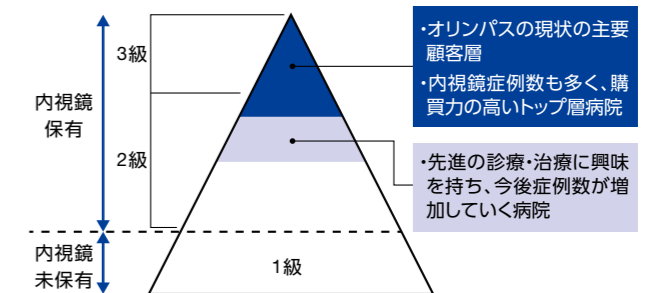 3級
内視鏡
保有
2級
内視鏡
未保有
1級
・オリンパスの現状の主要
顧客層
・内視鏡症例数も多く、購
買力の高いトップ層病院
・先進の診療・治療に興味
を持ち、今後症例数が増
加していく病院